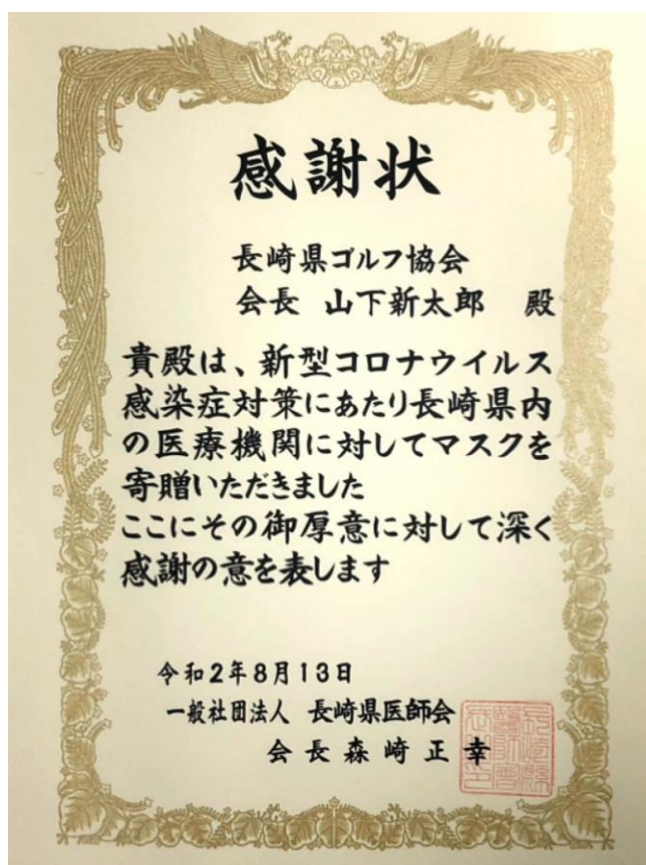 感謝状
長崎県ゴルフ協会
会長 山下新太郎 殿
貴殿は、新型コロナウイルス
感染症対策にあたり長崎県内
の医療機関に対してマスクを
寄贈いただきました
ここにその御厚意に対して深く
感謝の意を表します
令和2年8月13日
一般社団法人 長崎県医師会
会長 森崎正幸